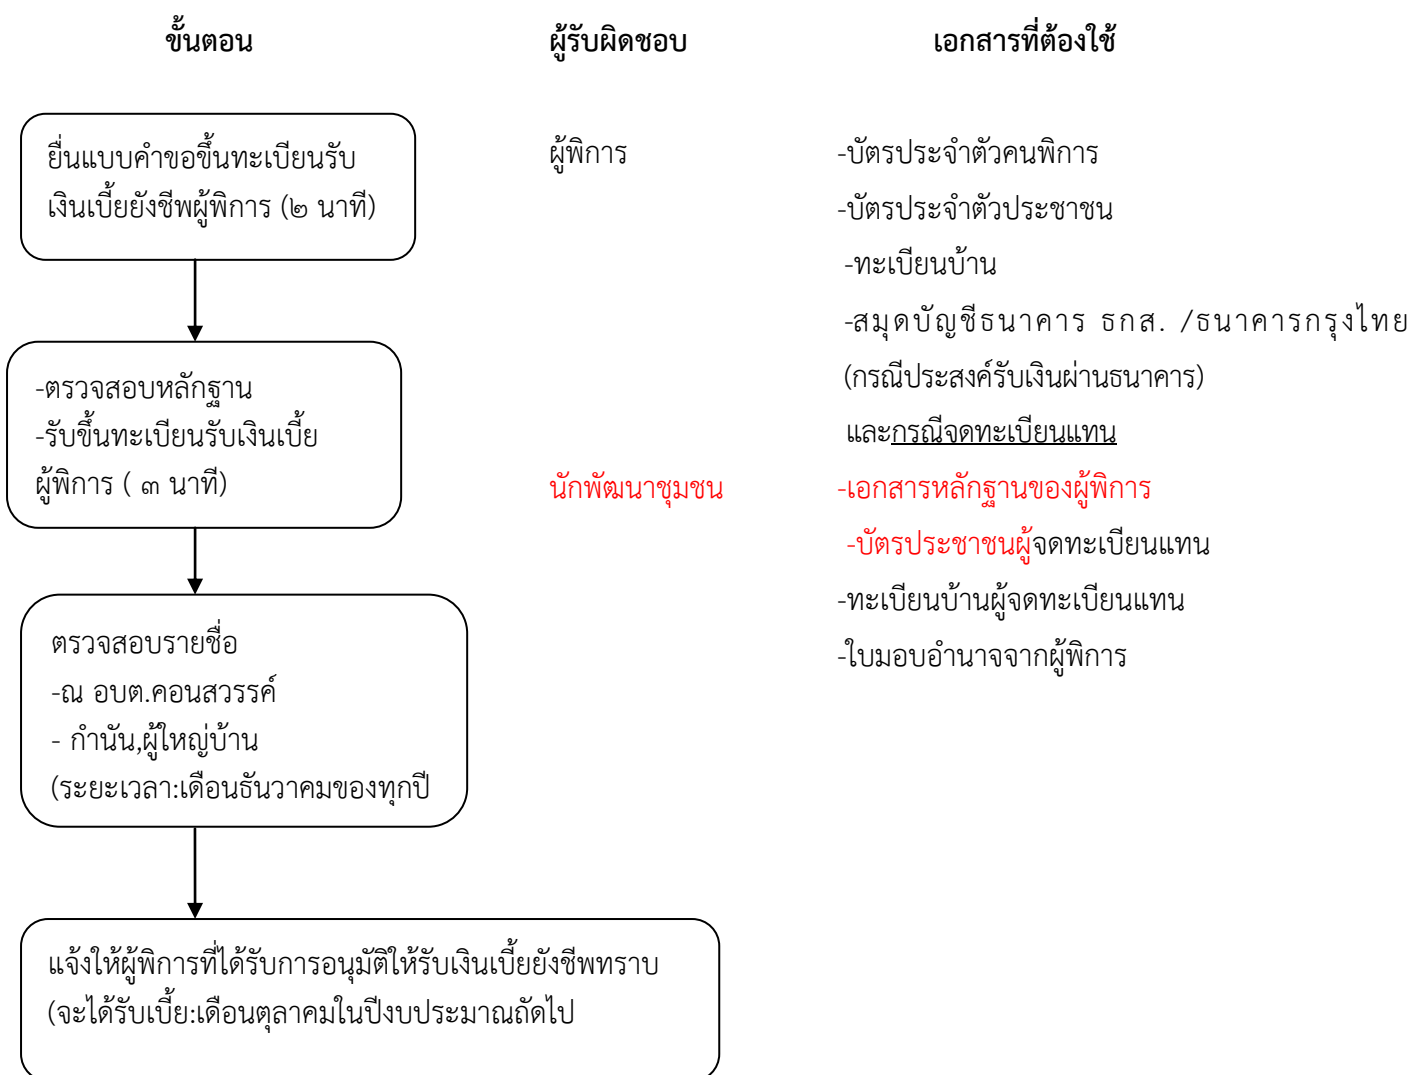 ขั้นตอน
ผู้รับผิดชอบ
เอกสารที่ต้องใช้
ยื่นแบบคำขอขึ้นทะเบียนรับ
เงินเบี้ยยังชีพผู้พิการ (๒ นาที)
ผู้พิการ
-บัตรประจำตัวคนพิการ
-บัตรประจำตัวประชาชน
-ทะเบียนบ้าน
-สมุดบัญชีธนาคาร ธกส. /ธนาคารกรุงไทย
(กรณีประสงค์รับเงินผ่านธนาคาร)
และกรณีจดทะเบียนแทน
-ตรวจสอบหลักฐาน
-รับขึ้นทะเบียนรับเงินเบี้ย
ผู้พิการ ( ๓ นาที)
นักพัฒนาชุมชน
-เอกสารหลักฐานของผู้พิการ
-บัตรประชาชนผู้จดทะเบียนแทน
-ทะเบียนบ้านผู้จดทะเบียนแทน
-ใบมอบอำนาจจากผู้พิการ
ตรวจสอบรายชื่อ
-ณ อบต.คอนสวรรค์
- กำนัน,ผู้ใหญ่บ้าน
(ระยะเวลา:เดือนธันวาคมของทุกปี
แจ้งให้ผู้พิการที่ได้รับการอนุมัติให้รับเงินเบี้ยยังชีพทราบ
(จะได้รับเบี้ย:เดือนตุลาคมในปีงบประมาณถัดไป